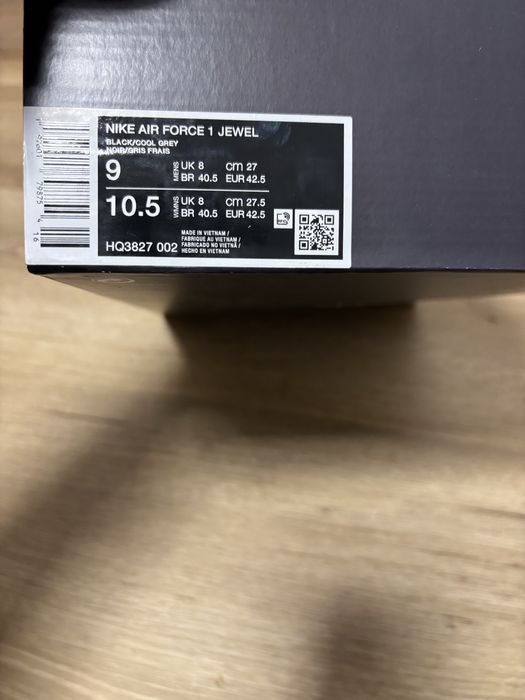 NIKE AIR FORCE 1 JEWEL
BLACK/COOL GREY
NOIR/GRIS FRAIS
9 MENS UK 8 cm 27
BR 40.5 EUR 42.5
10.5 WMNS UK 8 cm 27.5
BR 40.5 EUR 42.5
HQ3827 002
MADE IN VIETNAM /
FABRIQUE AU VIETNAM /
FABRICADO NO VIETNÃ /
HECHO EN VIETNAM